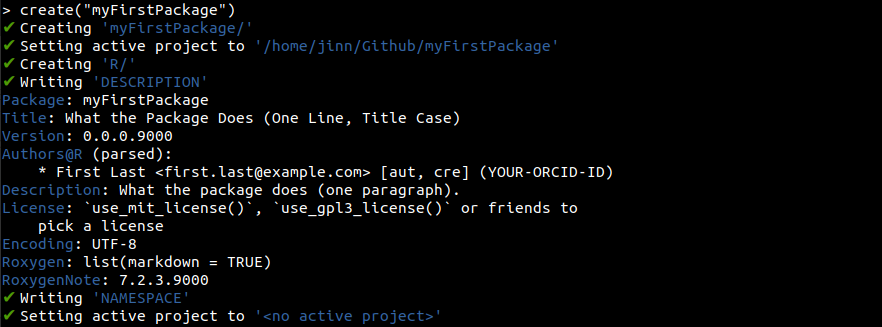 > create("myFirstPackage")
✔ Creating 'myFirstPackage/'
✔ Setting active project to '/home/jinn/Github/myFirstPackage'
✔ Creating 'R/'
✔ Writing 'DESCRIPTION'
Package: myFirstPackage
Title: What the Package Does (One Line, Title Case)
Version: 0.0.0.9000
Authors@R (parsed):
    * First Last <first.last@example.com> [aut, cre] (YOUR-ORCID-ID)
Description: What the package does (one paragraph).
License: `use_mit_license()`, `use_gpl3_license()` or friends to
    pick a license
Encoding: UTF-8
Roxygen: list(markdown = TRUE)
RoxygenNote: 7.2.3.9000
✔ Writing 'NAMESPACE'
✔ Setting active project to '<no active project>'